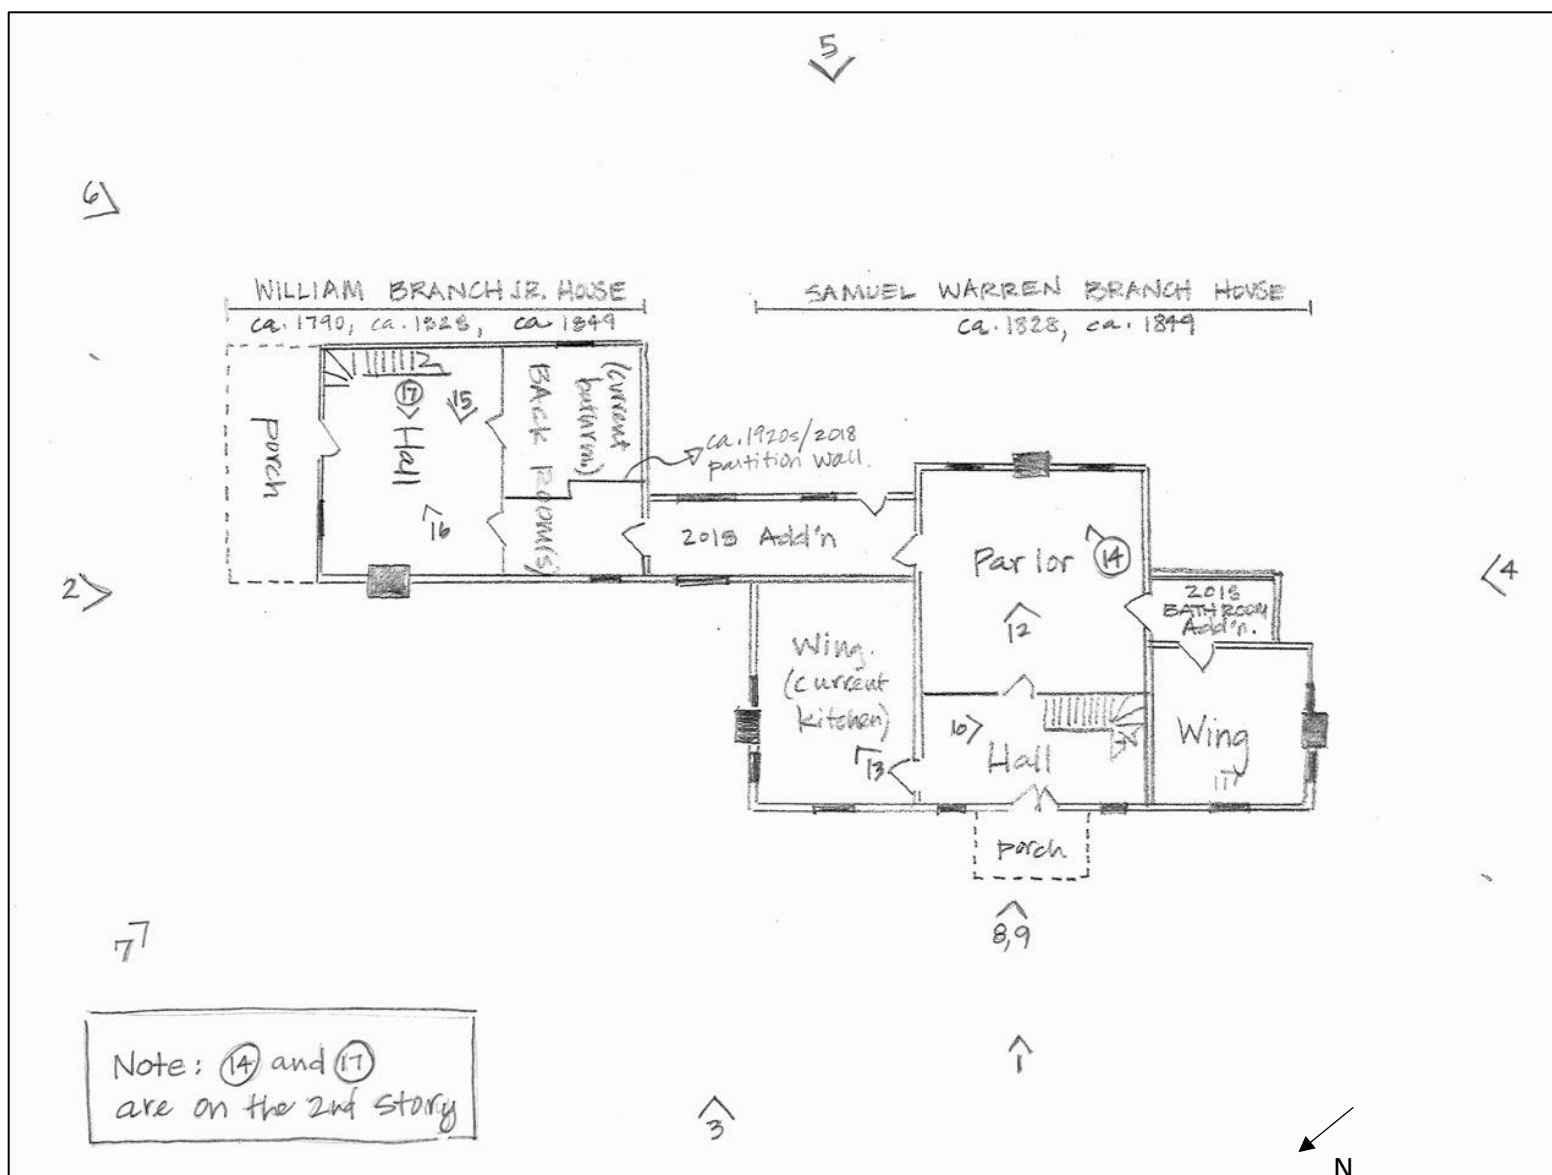 5
6
WILLIAM BRANCH JR. HOUSE
ca. 1790, ca. 1828, ca 1849
SAMUEL WARREN BRANCH HOUSE
ca. 1828, ca. 1849
porch
17
15
Hall
16
BACK ROOM(S)
(current
bathrm)
ca. 1920s/2018
partition wall.
2018 Add'n
Parlor
14
12
2
4
2018
BATHROOM
Add'n.
Wing.
(current
kitchen)
13
10
Hall
Wing
11
porch
8,9
7
1
3
Note: 14 and 17
are on the 2nd story
N